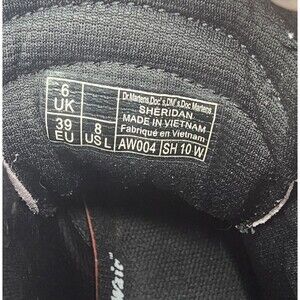 6
UK
39
EU
8
US L
Dr.Martens,Doc's,DM's,Doc Martens
SHERIDAN
MADE IN VIETNAM
Fabriqué en Vietnam
AW004
SH 10 W